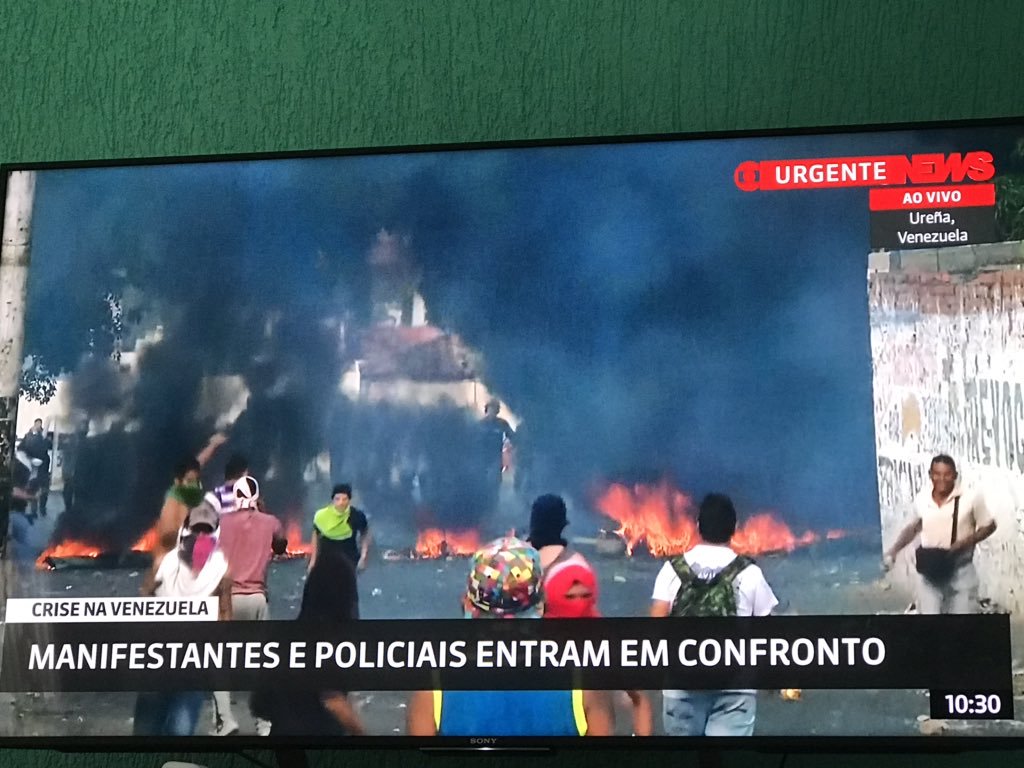 URGENTE NEWS
AO VIVO
Ureña,
Venezuela
CRISE NA VENEZUELA
MANIFESTANTES E POLICIAIS ENTRAM EM CONFRONTO
10:30
SONY